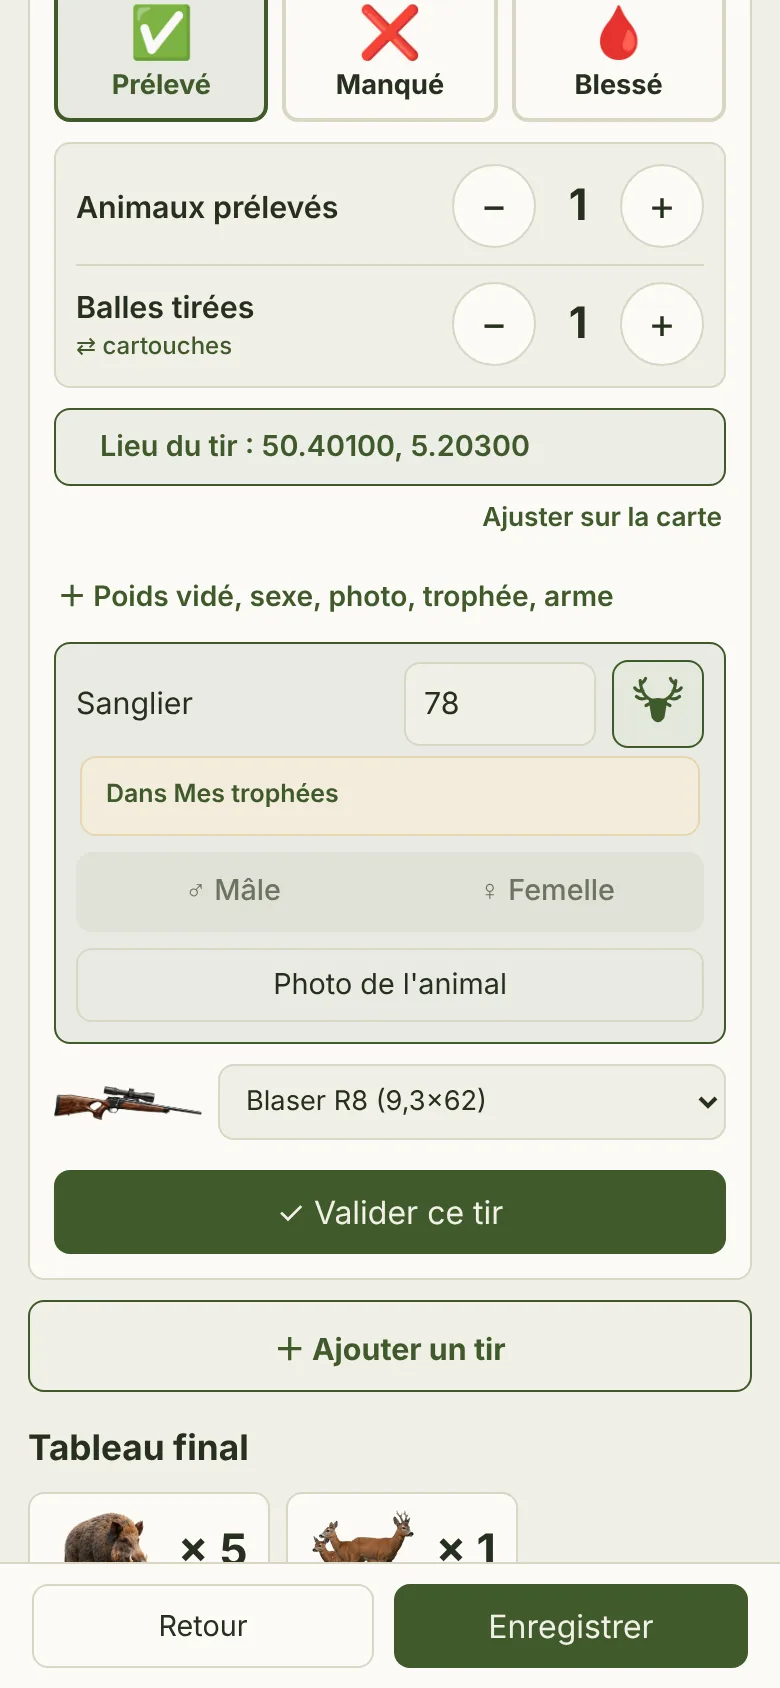 Prélevé
Manqué
Blessé
Animaux prélevés
− 1 +
Balles tirées
⇄ cartouches
− 1 +
Lieu du tir : 50.40100, 5.20300
Ajuster sur la carte
+ Poids vidé, sexe, photo, trophée, arme
Sanglier
78
Dans Mes trophées
♂ Mâle
♀ Femelle
Photo de l'animal
Blaser R8 (9,3×62)
✓ Valider ce tir
+ Ajouter un tir
Tableau final
× 5
× 1
Retour
Enregistrer